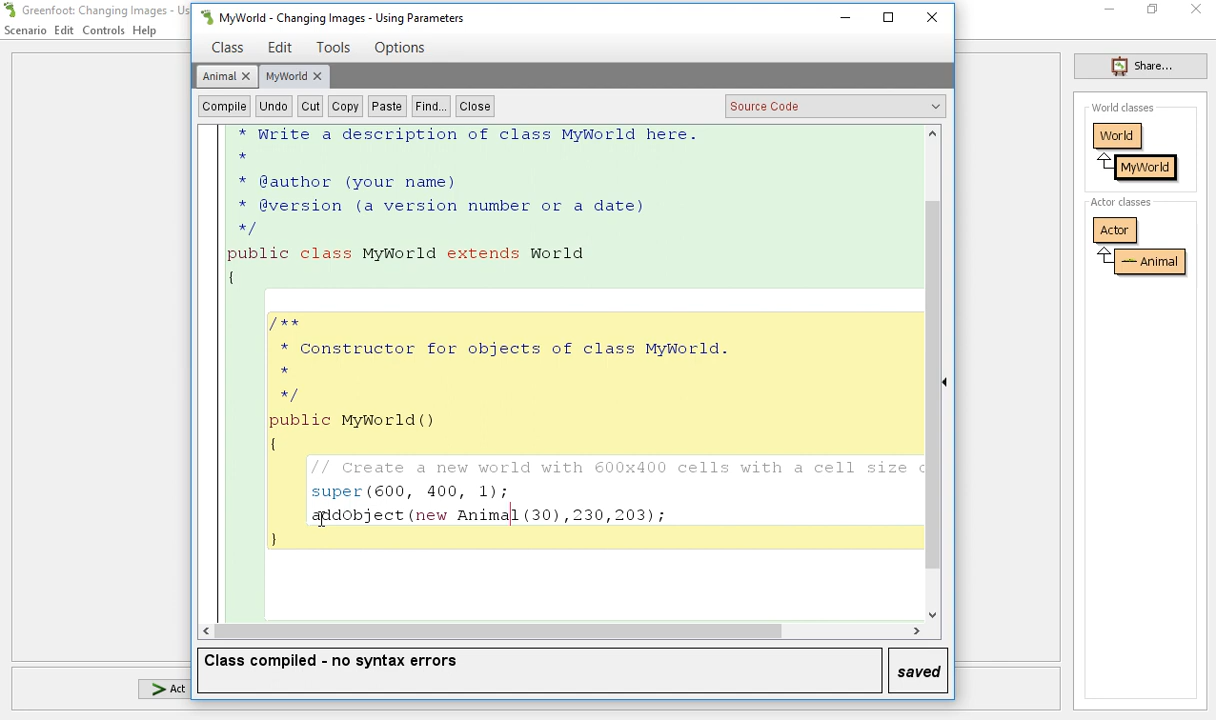 Greenfoot: Changing Images - Us
MyWorld - Changing Images - Using Parameters
Scenario Edit Controls Help
Class Edit Tools Options
Animal MyWorld
Compile Undo Cut Copy Paste Find... Close Source Code
Share...
* Write a description of class MyWorld here.
*
* @author (your name)
* @version (a version number or a date)
*/
public class MyWorld extends World
{
/**
* Constructor for objects of class MyWorld.
*
*/
public MyWorld()
{
// Create a new world with 600x400 cells with a cell size
super(600, 400, 1);
addObject(new Animal(30),230,203);
}
Class compiled - no syntax errors
saved
Act
World classes
World
MyWorld
Actor classes
Actor
Animal